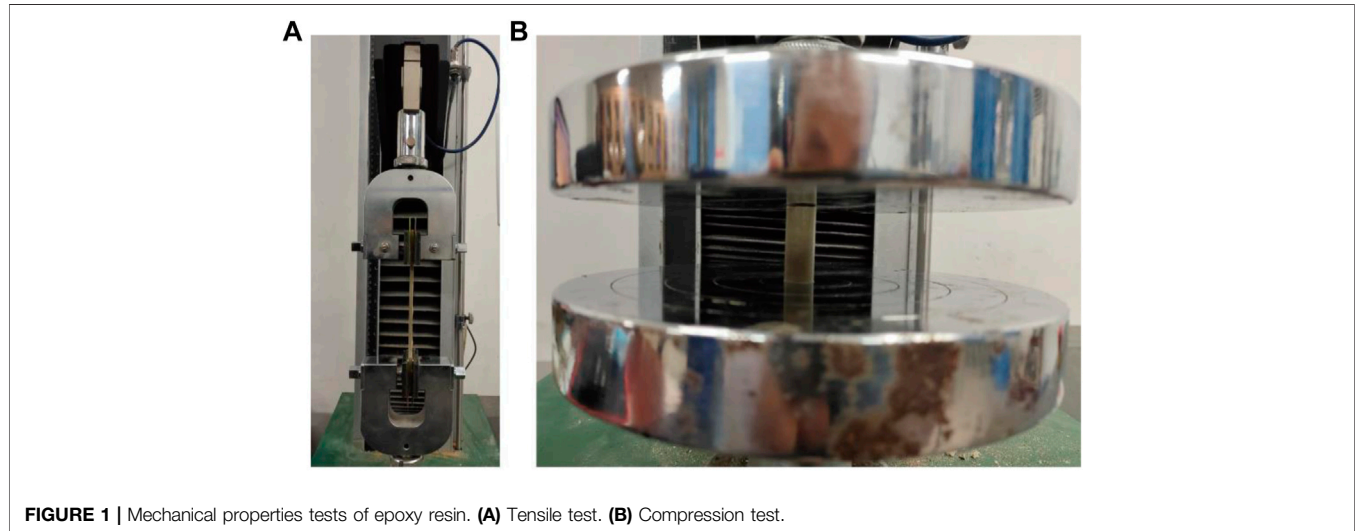 A
B
FIGURE 1 | Mechanical properties tests of epoxy resin. (A) Tensile test. (B) Compression test.